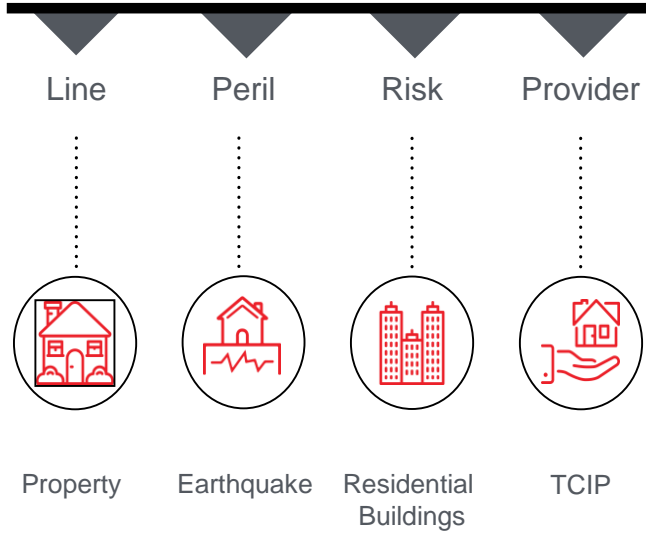 Line
Peril
Risk
Provider
Property
Earthquake
Residential
Buildings
TCIP